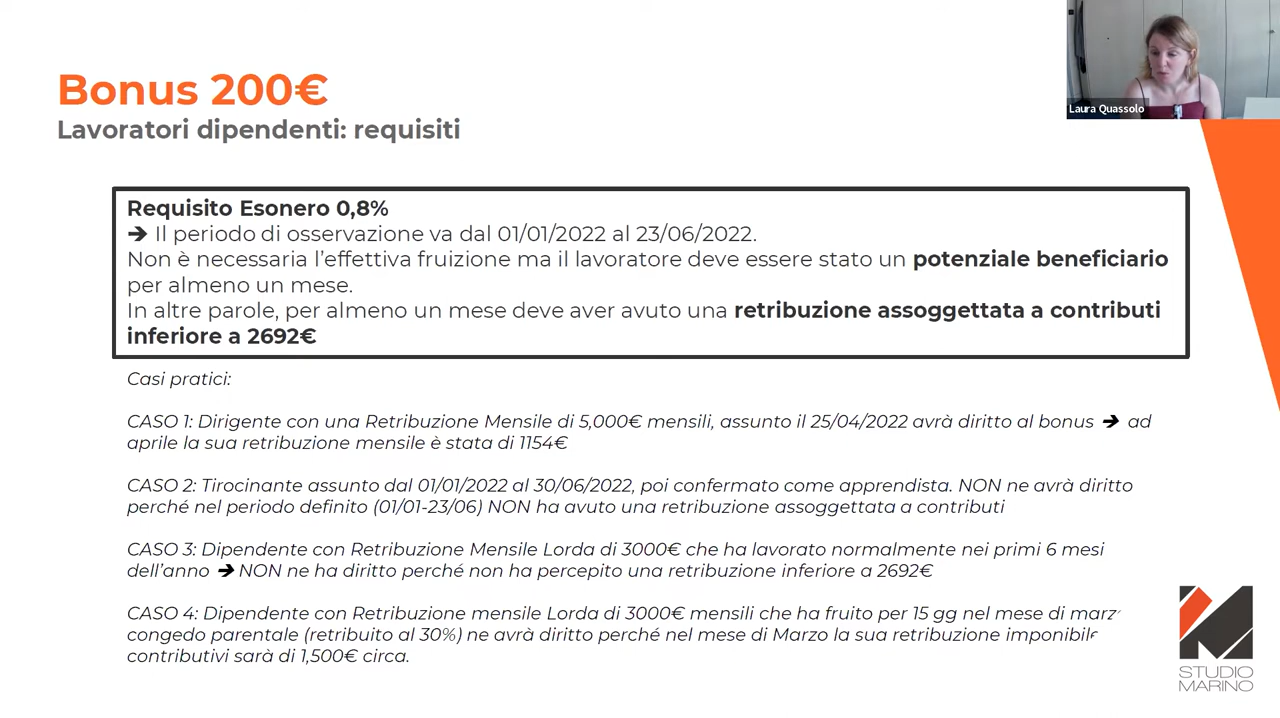 Bonus 200€
Lavoratori dipendenti: requisiti
Laura Quassolo
Requisito Esonero 0,8%
➔ Il periodo di osservazione va dal 01/01/2022 al 23/06/2022.
Non è necessaria l'effettiva fruizione ma il lavoratore deve essere stato un potenziale beneficiario
per almeno un mese.
In altre parole, per almeno un mese deve aver avuto una retribuzione assoggettata a contributi
inferiore a 2692€
Casi pratici:
CASO 1: Dirigente con una Retribuzione Mensile di 5,000€ mensili, assunto il 25/04/2022 avrà diritto al bonus ➔ ad
aprile la sua retribuzione mensile è stata di 1154€
CASO 2: Tirocinante assunto dal 01/01/2022 al 30/06/2022, poi confermato come apprendista. NON ne avrà diritto
perché nel periodo definito (01/01-23/06) NON ha avuto una retribuzione assoggettata a contributi
CASO 3: Dipendente con Retribuzione Mensile Lorda di 3000€ che ha lavorato normalmente nei primi 6 mesi
dell'anno ➔ NON ne ha diritto perché non ha percepito una retribuzione inferiore a 2692€
CASO 4: Dipendente con Retribuzione mensile Lorda di 3000€ mensili che ha fruito per 15 gg nel mese di marz
congedo parentale (retribuito al 30%) ne avrà diritto perché nel mese di Marzo la sua retribuzione imponibile
contributivi sarà di 1,500€ circa.
STUDIO
MARINO